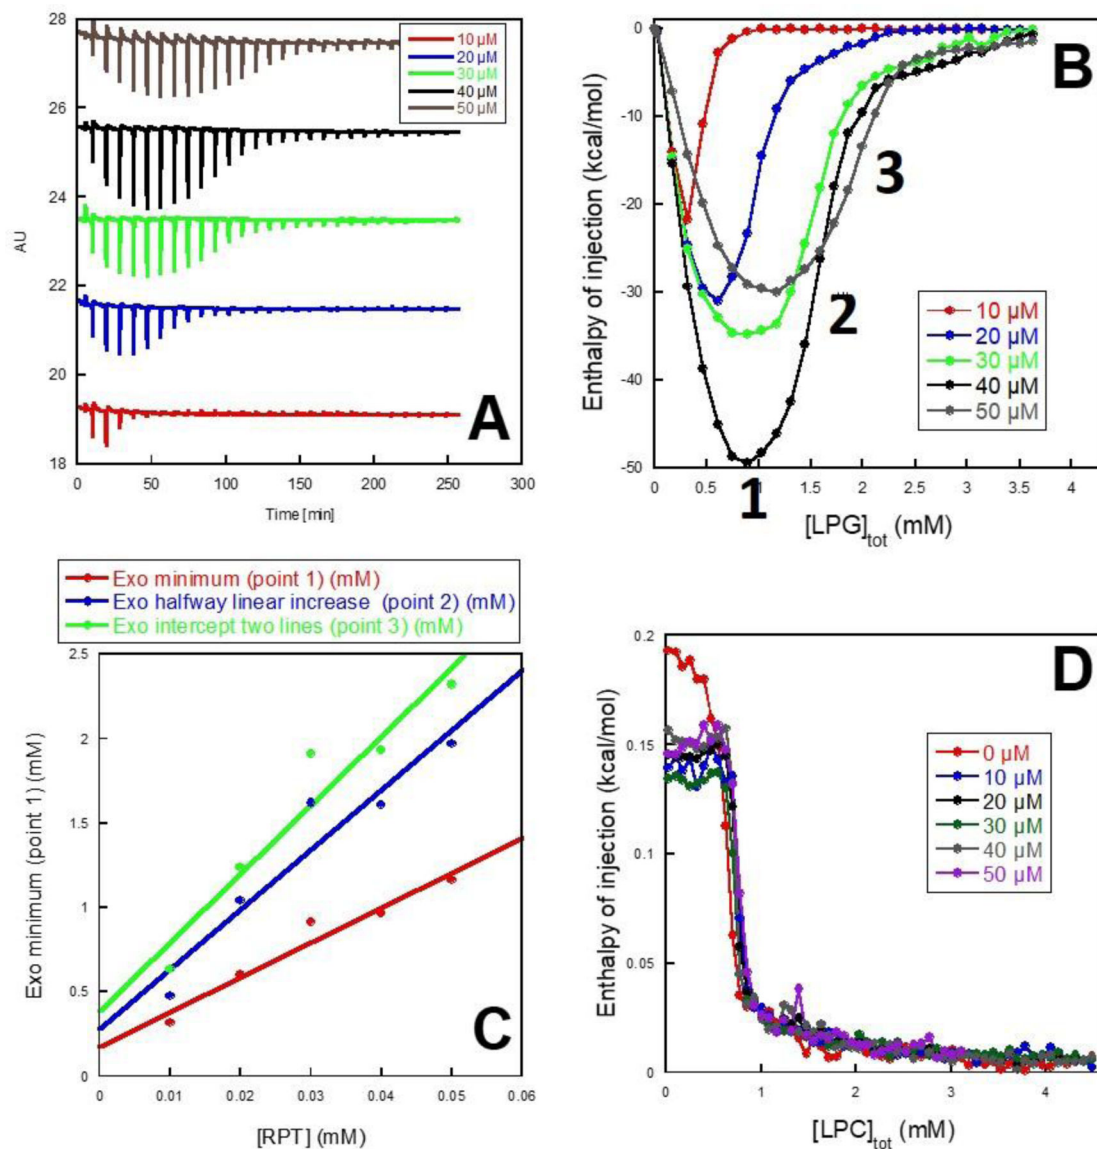 28
26
24
22
20
18
AU
0
50
100
150
200
250
300
Time [min]
10 µM
20 µM
30 µM
40 µM
50 µM
A
0
-10
-20
-30
-40
-50
Enthalpy of injection (kcal/mol)
0
0.5
1
1.5
2
2.5
3
3.5
4
[LPG]tot (mM)
B
1
2
3
10 µM
20 µM
30 µM
40 µM
50 µM
Exo minimum (point 1) (mM)
Exo halfway linear increase (point 2) (mM)
Exo intercept two lines (point 3) (mM)
2.5
2
1.5
1
0.5
0
Exo minimum (point 1) (mM)
0
0.01
0.02
0.03
0.04
0.05
0.06
[RPT] (mM)
C
0.2
0.15
0.1
0.05
0
Enthalpy of injection (kcal/mol)
0
1
2
3
4
[LPC]tot (mM)
D
0 µM
10 µM
20 µM
30 µM
40 µM
50 µM